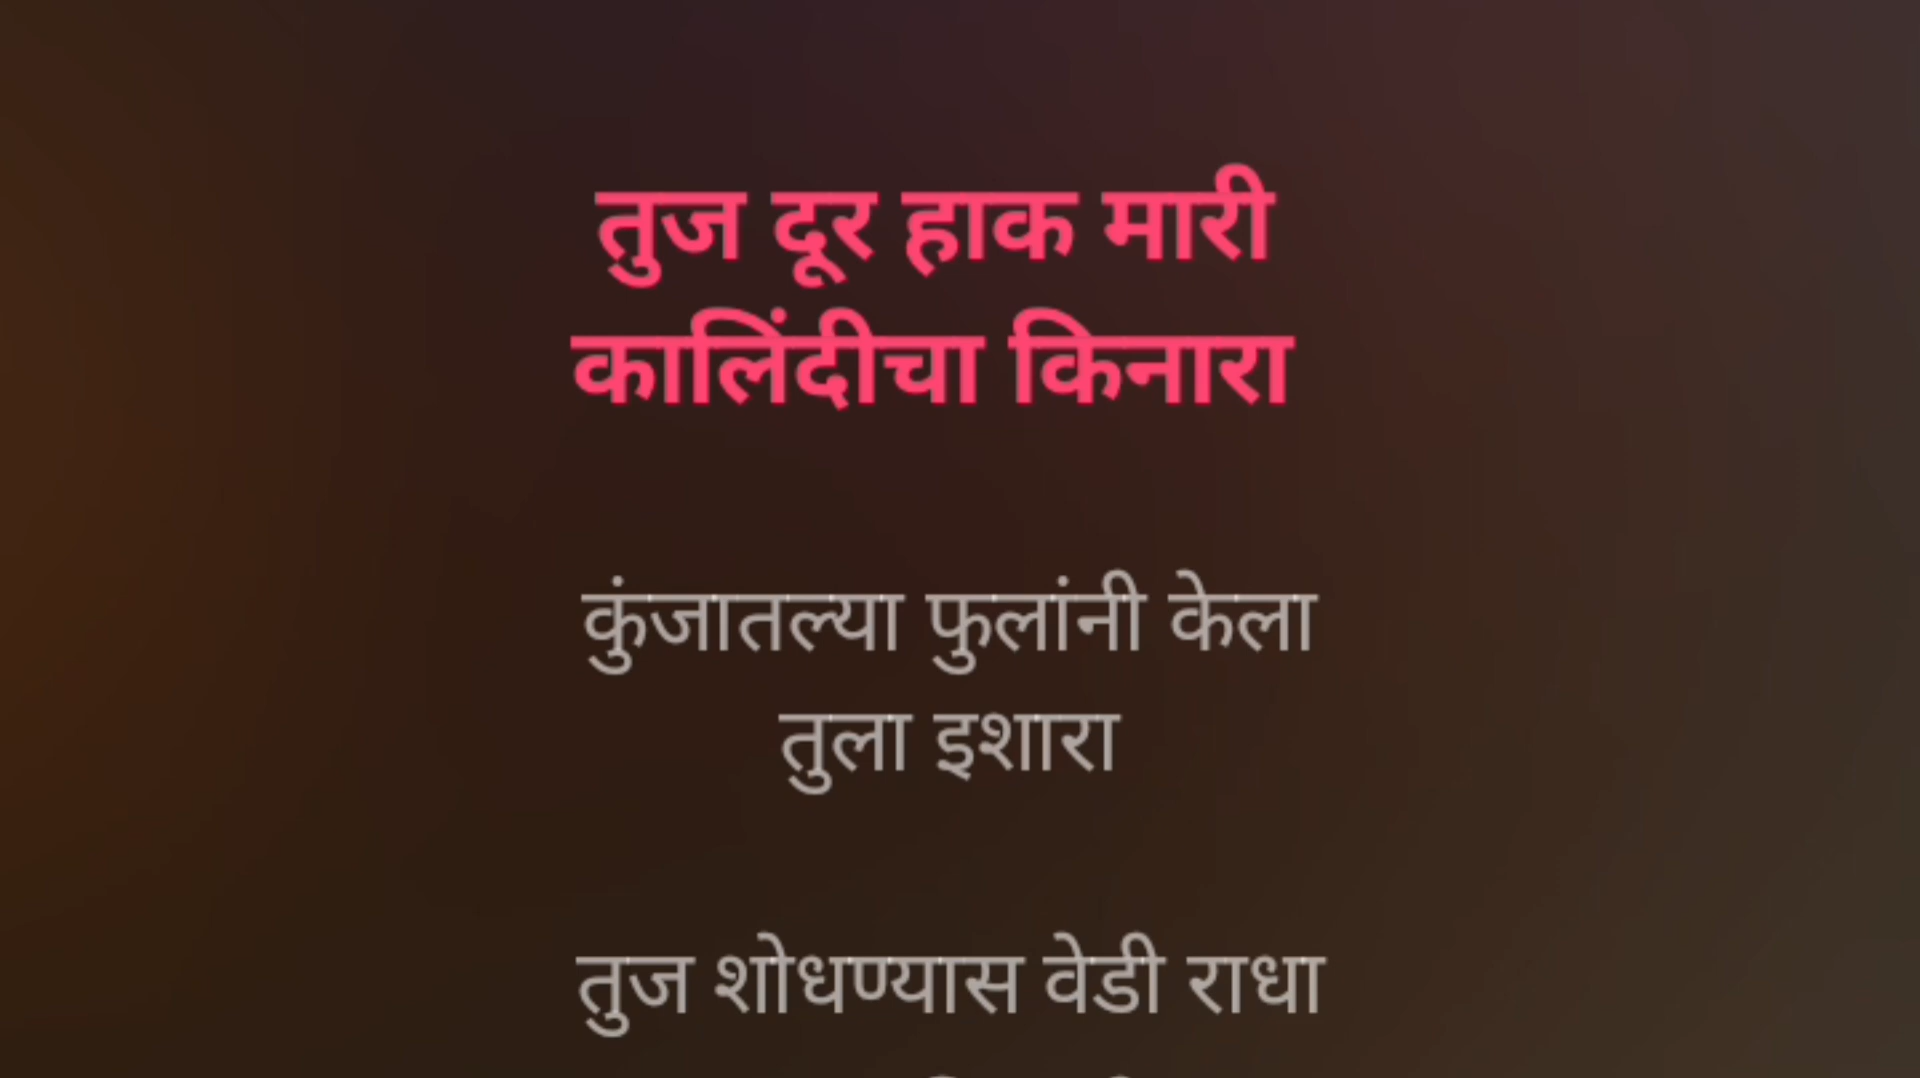 तुज दूर हाक मारी
कालिंदीचा किनारा
कुंजातल्या फुलांनी केला
तुला इशारा
तुज शोधण्यास वेडी राधा